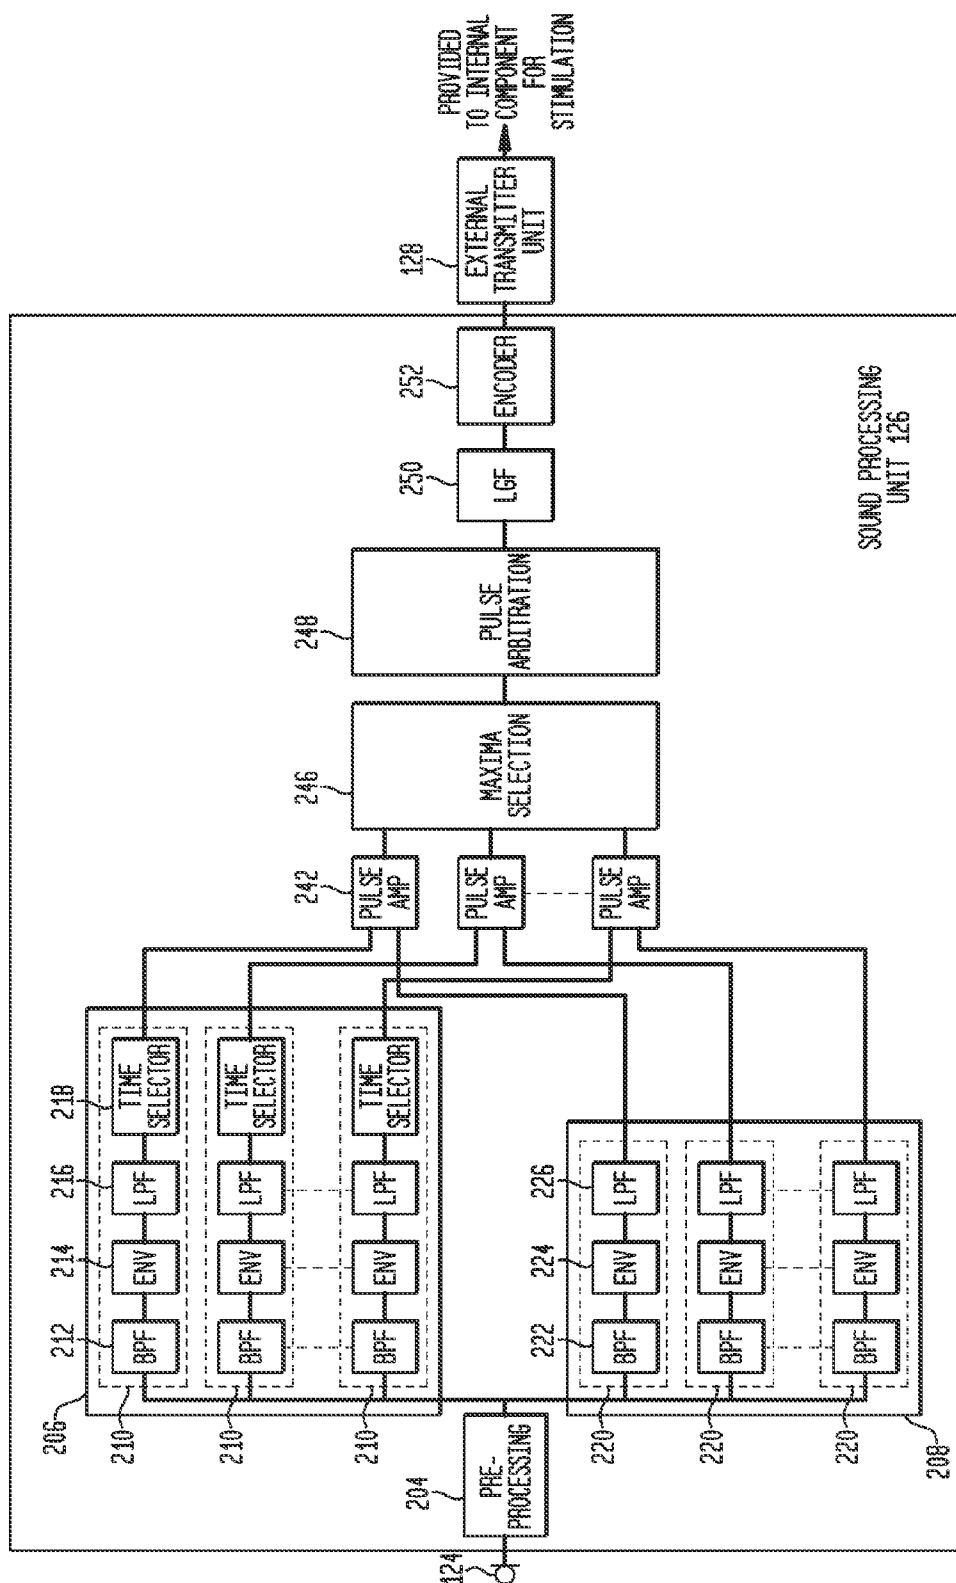 124
204
PRE-
PROCESSING
206
210
210
210
212
214
216
218
BPF
ENV
LPF
TIME
SELECTOR
BPF
ENV
LPF
TIME
SELECTOR
BPF
ENV
LPF
TIME
SELECTOR
220
220
220
208
222
224
226
BPF
ENV
LPF
BPF
ENV
LPF
BPF
ENV
LPF
242
PULSE
AMP
PULSE
AMP
PULSE
AMP
246
MAXIMA
SELECTION
248
PULSE
ARBITRATION
250
LGF
252
ENCODER
128
EXTERNAL
TRANSMITTER
UNIT
PROVIDED
TO INTERNAL
COMPONENT
FOR
STIMULATION
SOUND PROCESSING
UNIT 126